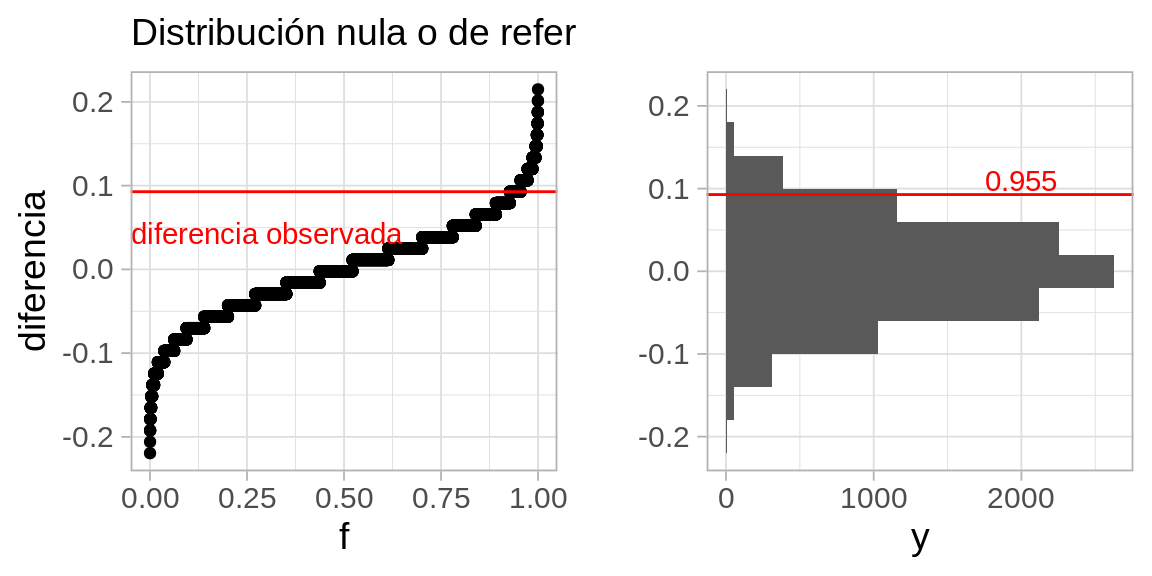 Distribución nula o de refer
diferencia
0.2
0.1
0.0
-0.1
-0.2
diferencia observada
0.00 0.25 0.50 0.75 1.00
f
0.2
0.1
0.0
-0.1
-0.2
0.955
0 1000 2000
y